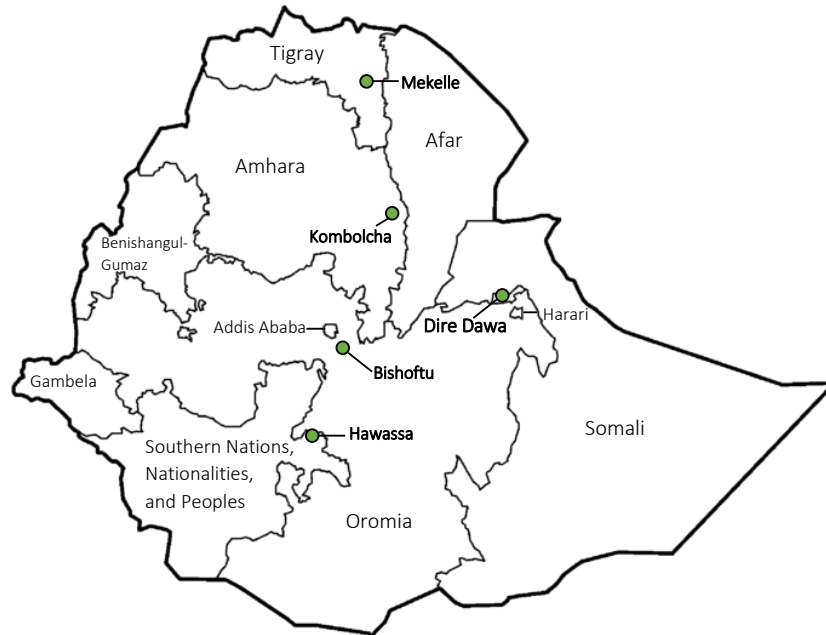 Tigray
Mekelle
Afar
Amhara
Kombolcha
Benishangul-
Gumaz
Addis Ababa
Dire Dawa
Harari
Bishoftu
Gambela
Hawassa
Somali
Southern Nations,
Nationalities,
and Peoples
Oromia